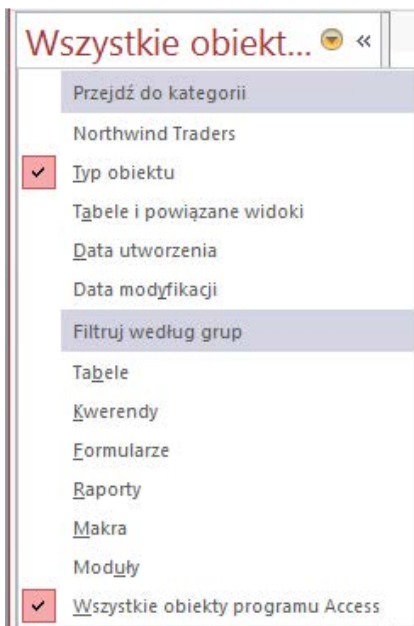 Wszystkie obiekt... «
Przejdź do kategorii
Northwind Traders
Typ obiektu
Tabele i powiązane widoki
Data utworzenia
Data modyfikacji
Filtruj według grup
Tabele
Kwerendy
Formularze
Raporty
Makra
Moduły
Wszystkie obiekty programu Access